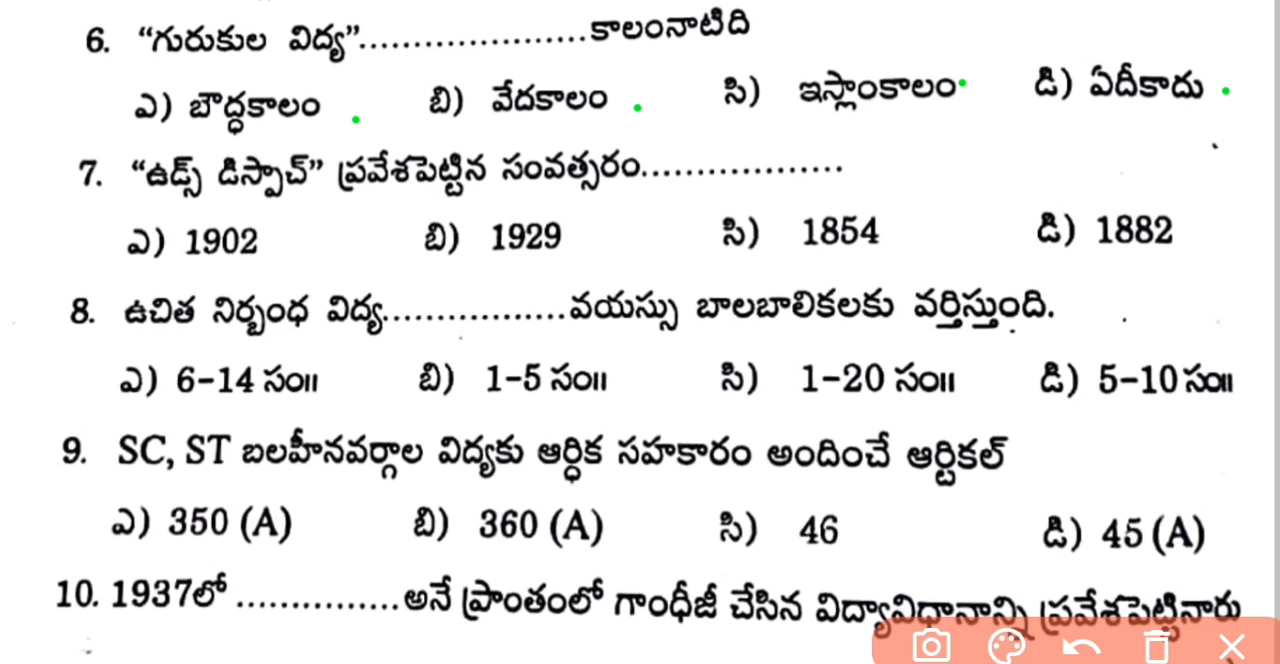 6. “గురుకుల విద్య”.....................కాలంనాటిది
ఎ) బౌద్ధకాలం బి) వేదకాలం సి) ఇస్లాంకాలం డి) ఏదీకాదు
7. “ఉడ్స్ డిస్పాచ్” ప్రవేశపెట్టిన సంవత్సరం..................
ఎ) 1902 బి) 1929 సి) 1854 డి) 1882
8. ఉచిత నిర్బంధ విద్య.................వయస్సు బాలబాలికలకు వర్తిస్తుంది.
ఎ) 6-14 సం॥ బి) 1-5 సం॥ సి) 1-20 సం॥ డి) 5-10 సం॥
9. SC, ST బలహీనవర్గాల విద్యకు ఆర్ధిక సహకారం అందించే ఆర్టికల్
ఎ) 350 (A) బి) 360 (A) సి) 46 డి) 45 (A)
10. 1937లో ...............అనే ప్రాంతంలో గాంధీజీ చేసిన విద్యావిధానాన్ని ప్రవేశపెట్టినారు